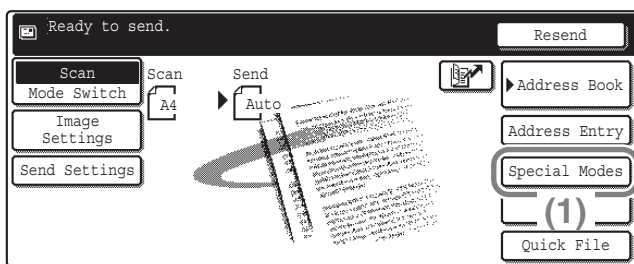 Ready to send.
Resend
Scan
Mode Switch
Scan
A4
Send
Auto
Address Book
Image
Settings
Address Entry
Send Settings
Special Modes
(1)
Quick File